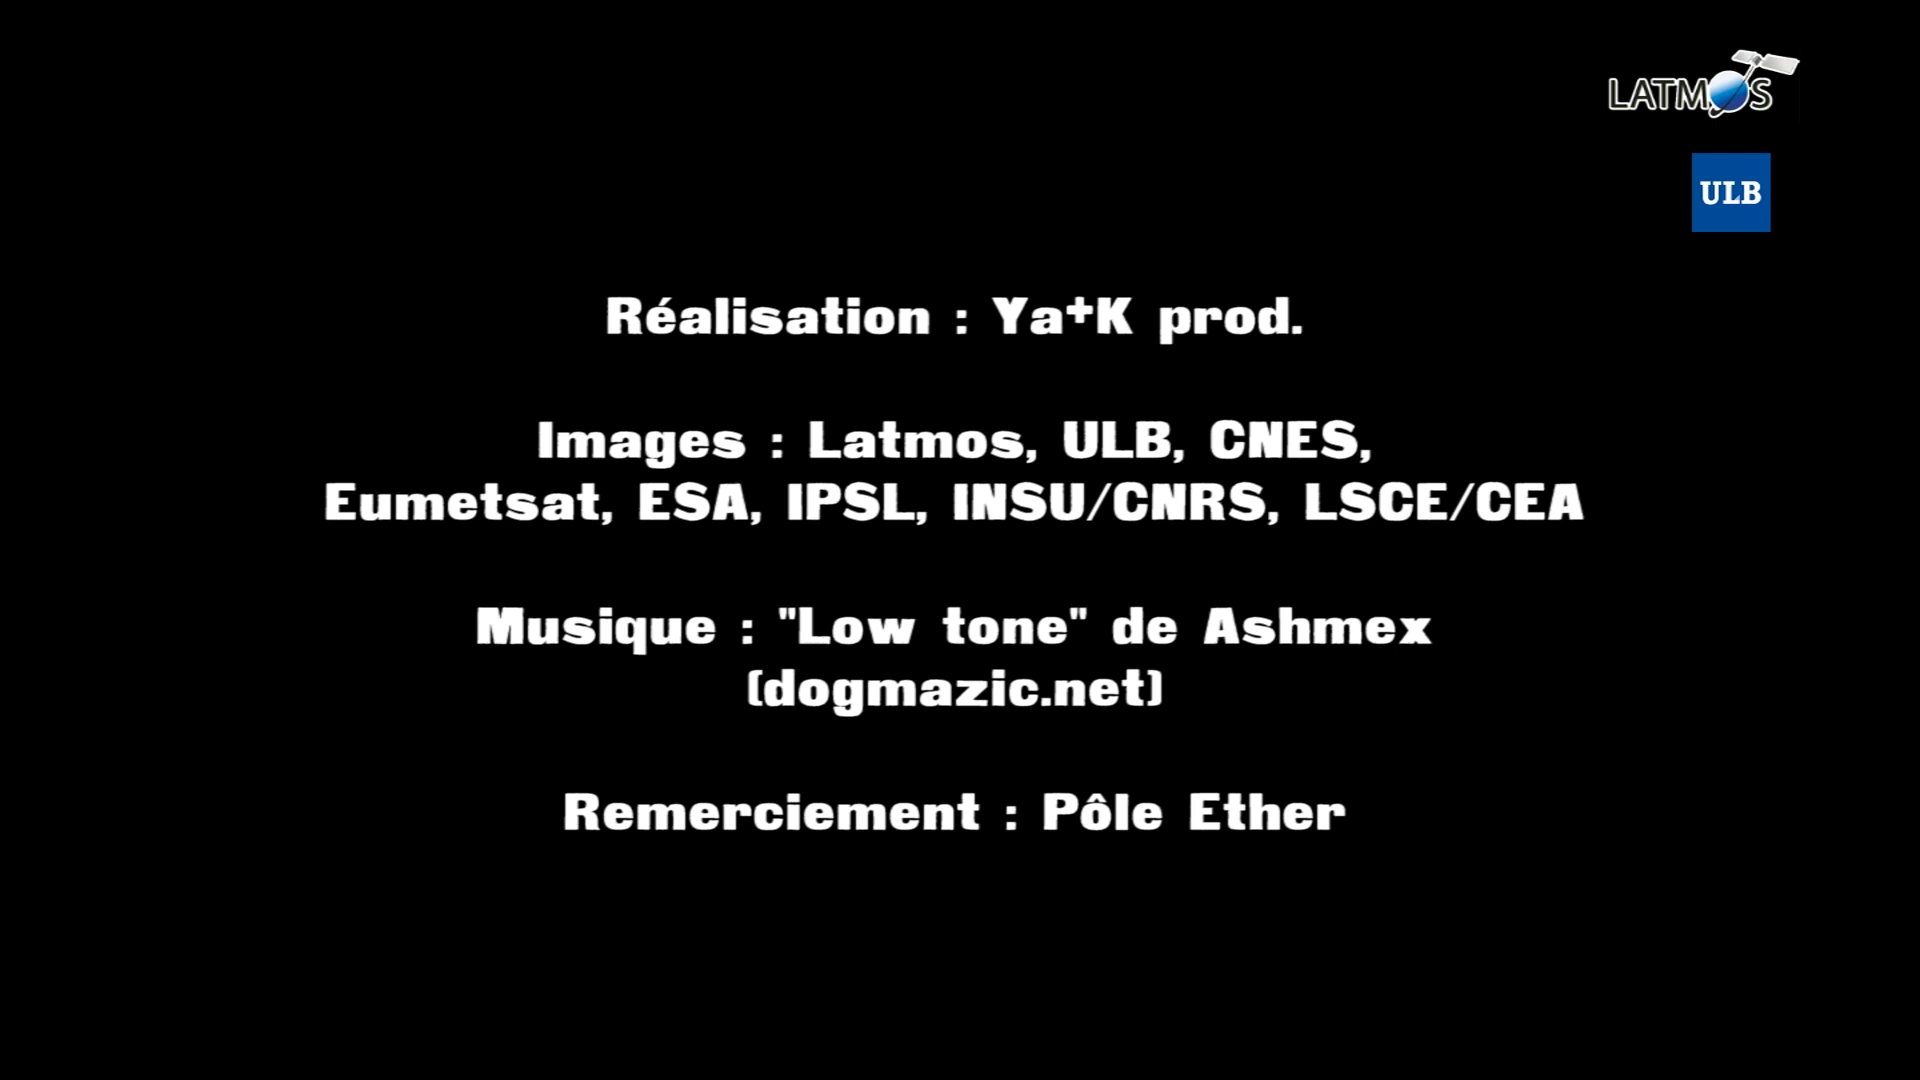 LATMOS
ULB
Réalisation : Ya+K prod.
Images : Latmos, ULB, CNES,
Eumetsat, ESA, IPSL, INSU/CNRS, LSCE/CEA
Musique : "Low tone" de Ashmex
(dogmazic.net)
Remerciement : Pôle Ether